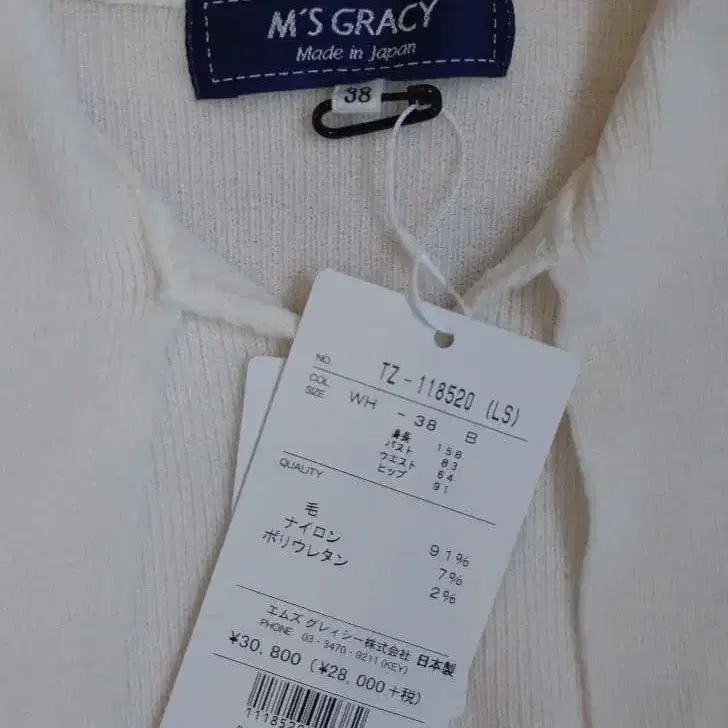 M'S GRACY
Made in Japan
38
NO. TZ-118520 (LS)
COL. WH - 38 B
SIZE
身長 158
バスト 83
ウエスト 64
ヒップ 91
QUALITY
毛 91%
ナイロン 7%
ポリウレタン 2%
エムズ グレイシー株式会社 日本製
PHONE 03-3470-9211(KEY)
¥30,800 (¥28,000+税)